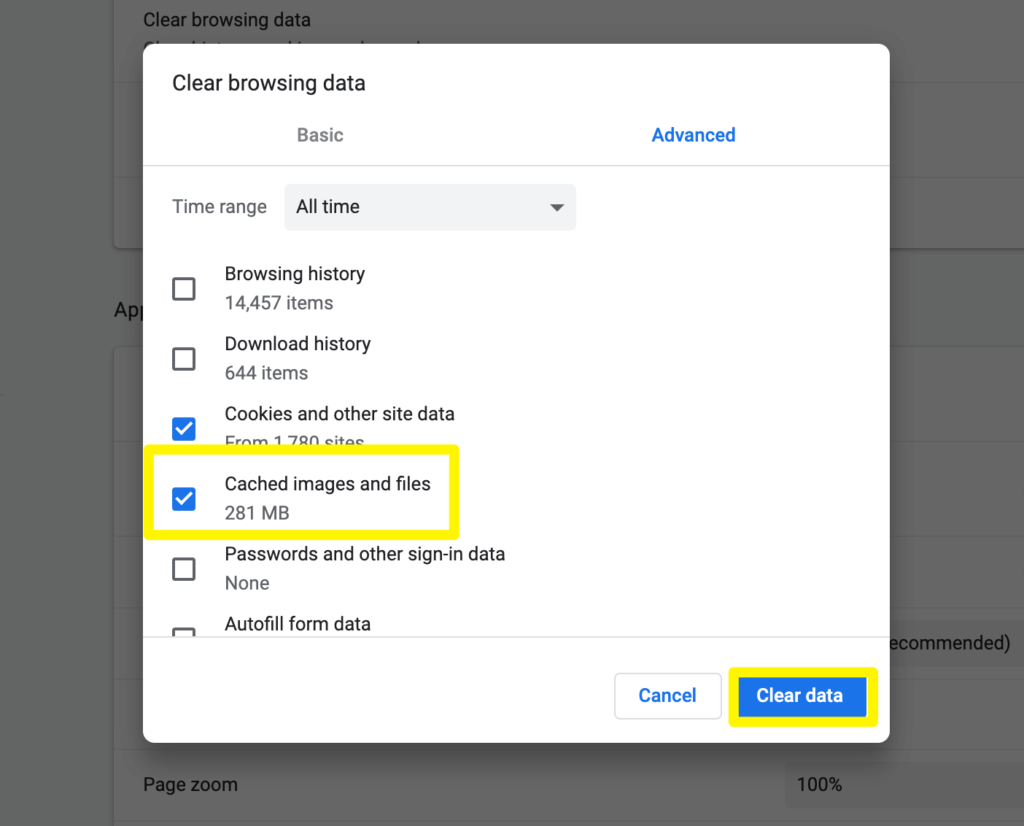 Clear browsing data
Clear browsing data
Basic
Advanced
Time range
All time
Browsing history
14,457 items
Download history
644 items
Cookies and other site data
From 1,780 sites
App
Cached images and files
281 MB
Passwords and other sign-in data
None
Autofill form data
ecommended)
Cancel
Clear data
Page zoom
100%